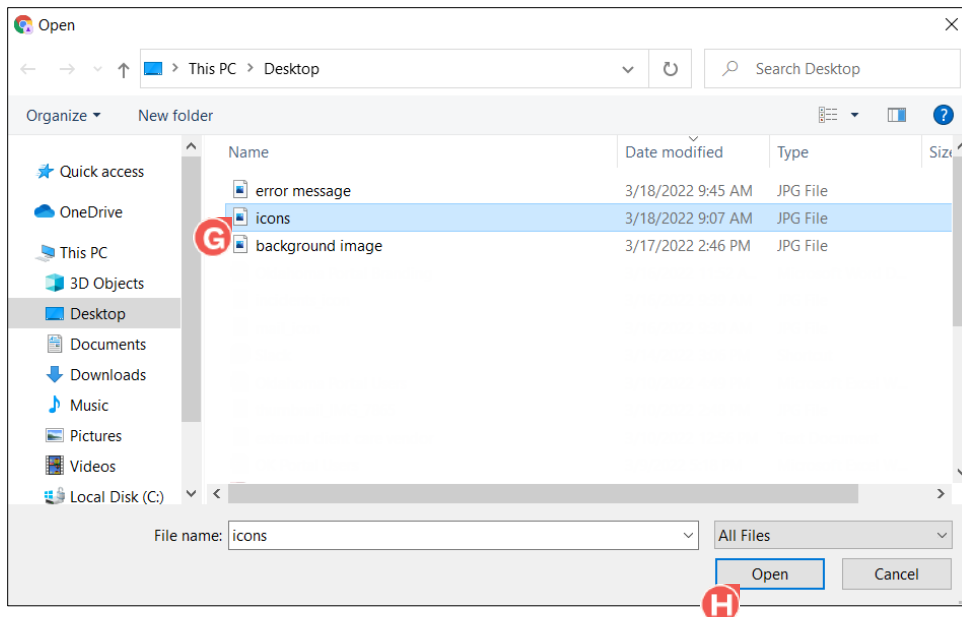 Open
This PC > Desktop
Search Desktop
Organize New folder
?
Name Date modified Type Size
Quick access
OneDrive
This PC
3D Objects
Desktop
Documents
Downloads
Music
Pictures
Videos
Local Disk (C:)
error message 3/18/2022 9:45 AM JPG File
icons 3/18/2022 9:07 AM JPG File
G
background image 3/17/2022 2:46 PM JPG File
File name: icons All Files
Open Cancel
H